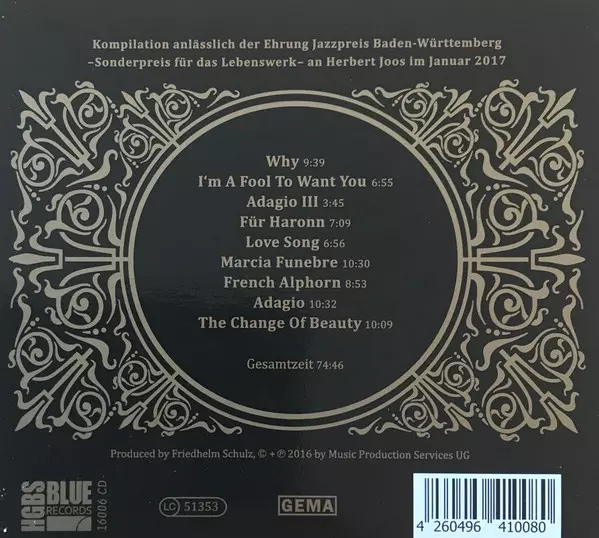 Kompilation anlässlich der Ehrung Jazzpreis Baden-Württemberg
–Sonderpreis für das Lebenswerk– an Herbert Joos im Januar 2017
Why 9:39
I'm A Fool To Want You 6:55
Adagio III 3:45
Für Haronn 7:09
Love Song 6:56
Marcia Funebre 10:30
French Alphorn 8:53
Adagio 10:32
The Change Of Beauty 10:09
Gesamtzeit 74:46
Produced by Friedhelm Schulz, © + ℗ 2016 by Music Production Services UG
HGBS
BLUE
RECORDS
16006 CD
LC 51353
GEMA
4 260496 410080